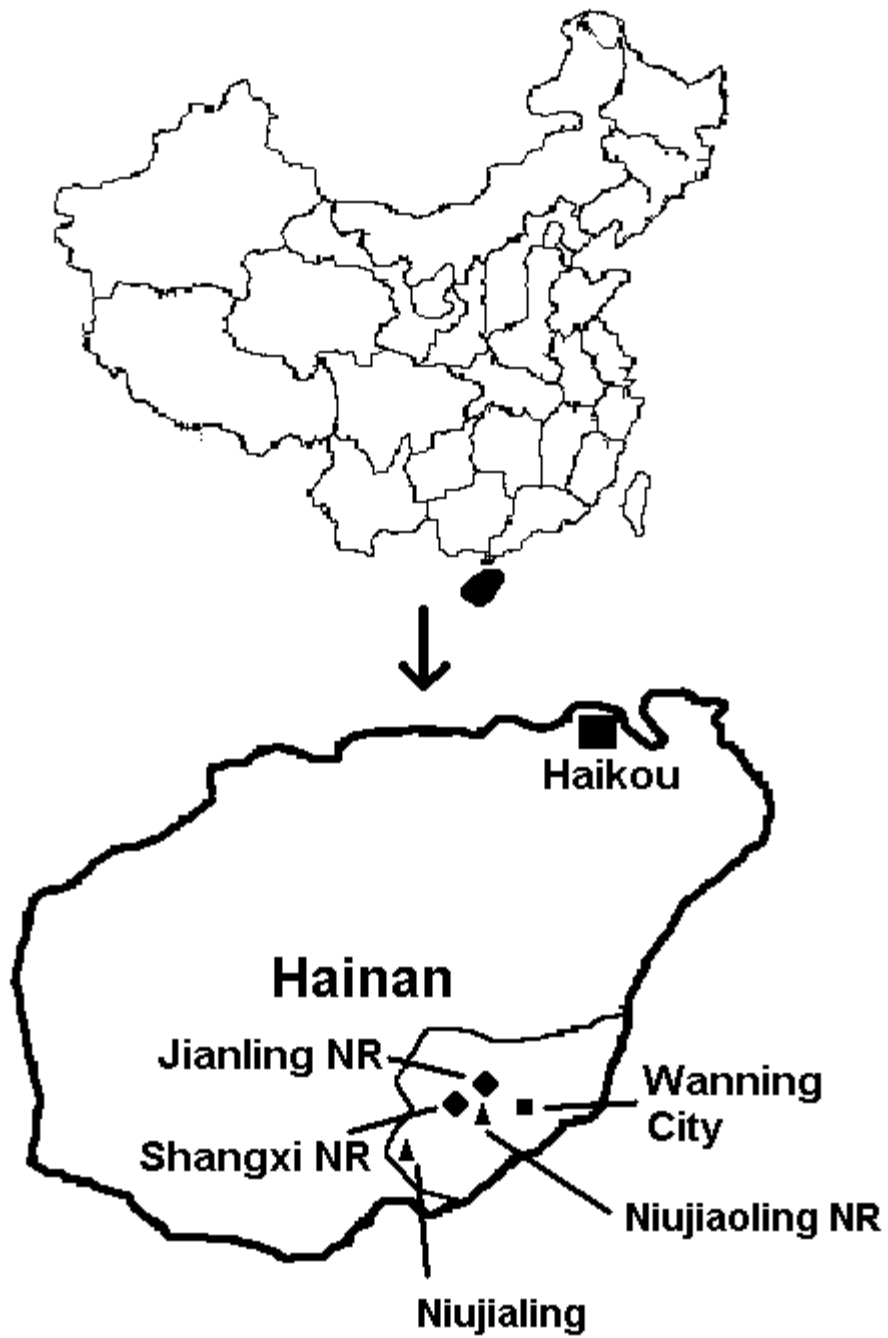 Haikou
Hainan
Jianling NR
Wanning
City
Shangxi NR
Niujiaoling NR
Niujialing